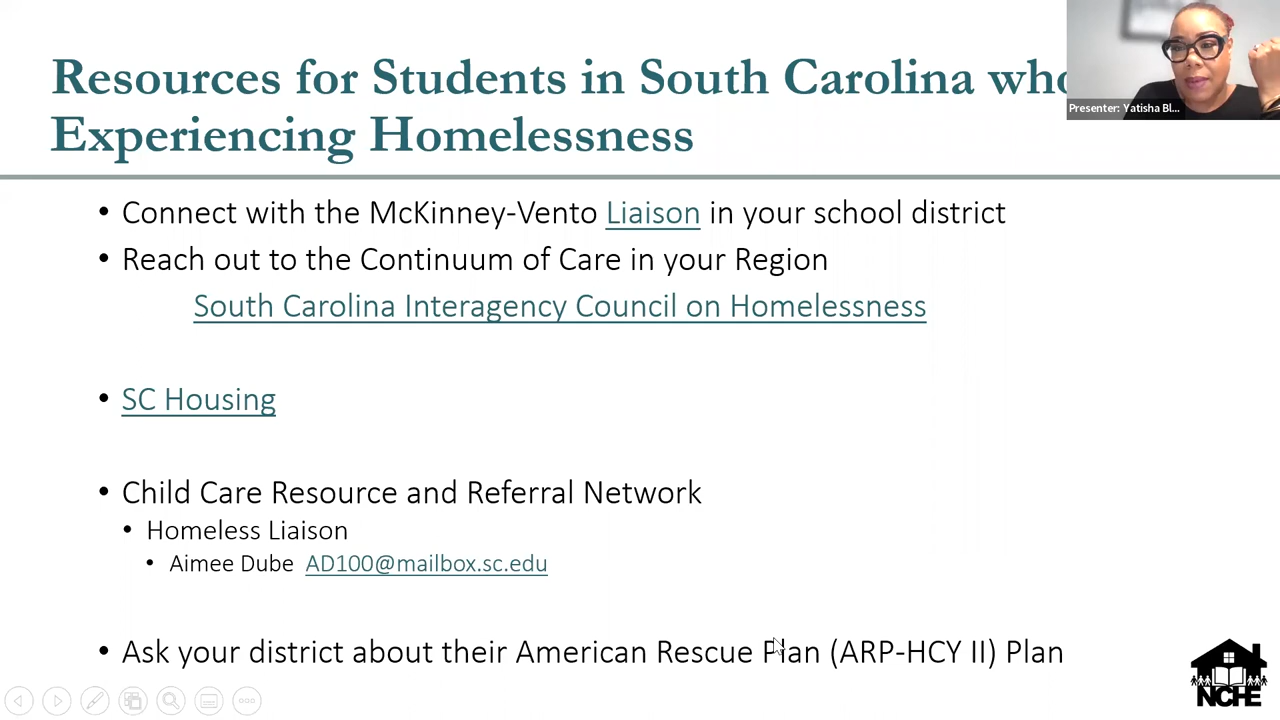 Resources for Students in South Carolina who
Experiencing Homelessness
Presenter: Yatisha Bl...
• Connect with the McKinney-Vento Liaison in your school district
• Reach out to the Continuum of Care in your Region
South Carolina Interagency Council on Homelessness
• SC Housing
• Child Care Resource and Referral Network
• Homeless Liaison
• Aimee Dube AD100@mailbox.sc.edu
• Ask your district about their American Rescue Plan (ARP-HCY II) Plan
NCHE